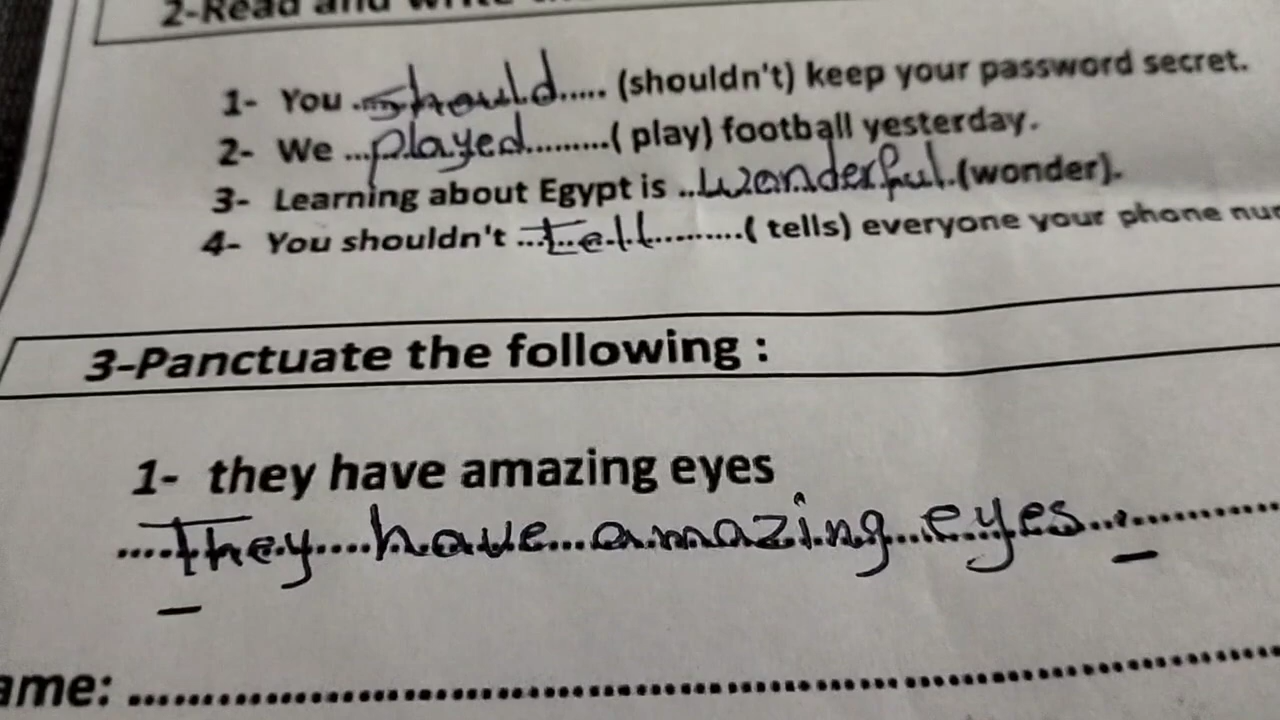 2-Read and write
1- You ...should..... (shouldn't) keep your password secret.
2- We ...played.........( play) football yesterday.
3- Learning about Egypt is ..wonderful.(wonder).
4- You shouldn't ...tell..........( tells) everyone your phone
3-Panctuate the following :
1- they have amazing eyes
....They....have...amazing...eyes................
ame: ................................................